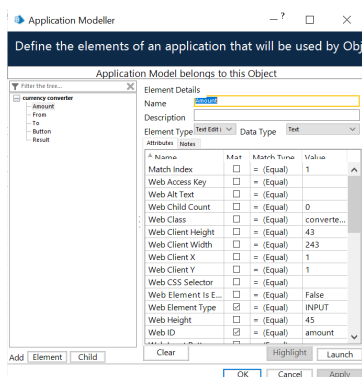 Application Modeller
?
Define the elements of an application that will be used by Obj
Application Model belongs to this Object
Filter the tree...
currency converter
Amount
From
To
Button
Result
Element Details
Name Amount
Description
Element Type Text Edit Data Type Text
Attributes Notes
Name Mat Match Type Value
Match Index = (Equal) 1
Web Access Key = (Equal)
Web Alt Text = (Equal)
Web Child Count = (Equal) 0
Web Class = (Equal) converte...
Web Client Height = (Equal) 43
Web Client Width = (Equal) 243
Web Client X = (Equal) 1
Web Client Y = (Equal) 1
Web CSS Selector = (Equal)
Web Element Is E... = (Equal) False
Web Element Type = (Equal) INPUT
Web Height = (Equal) 45
Web ID = (Equal) amount
Add Element Child
Clear Highlight Launch
OK Cancel Apply